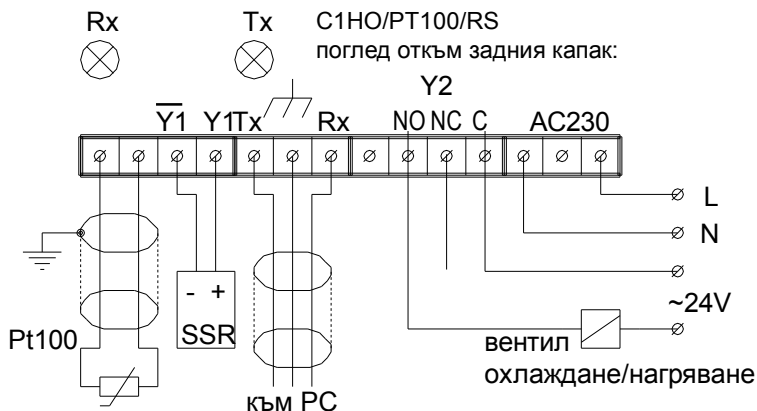 Rx Tx C1HO/PT100/RS
поглед откъм задния капак:
Y2
Y1 Y1 Tx Rx NO NC C AC230
L
N
- +
~24V
Pt100 SSR
вентил
охлаждане/нагряване
към PC